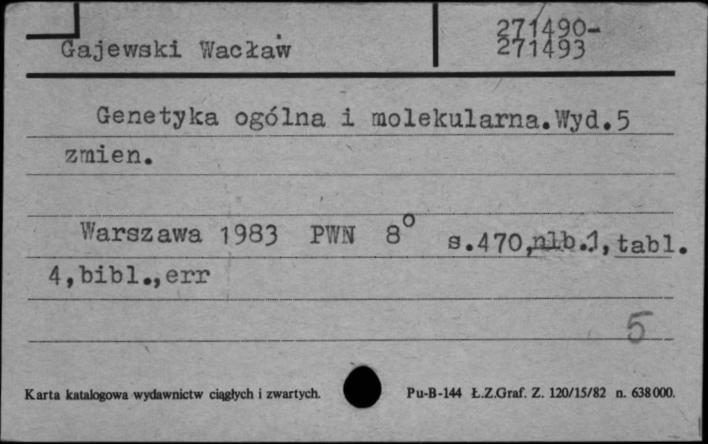 271490-
Gajewski Wacław 271493
Genetyka ogólna i molekularna.Wyd.5
zmien.
Warszawa 1983 PWN 8° s.470,nlb.1,tabl.
4,bibl.,err
5
Karta katalogowa wydawnictw ciągłych i zwartych. Pu-B-144 Ł.Z.Graf. Z. 120/15/82 n. 638000.